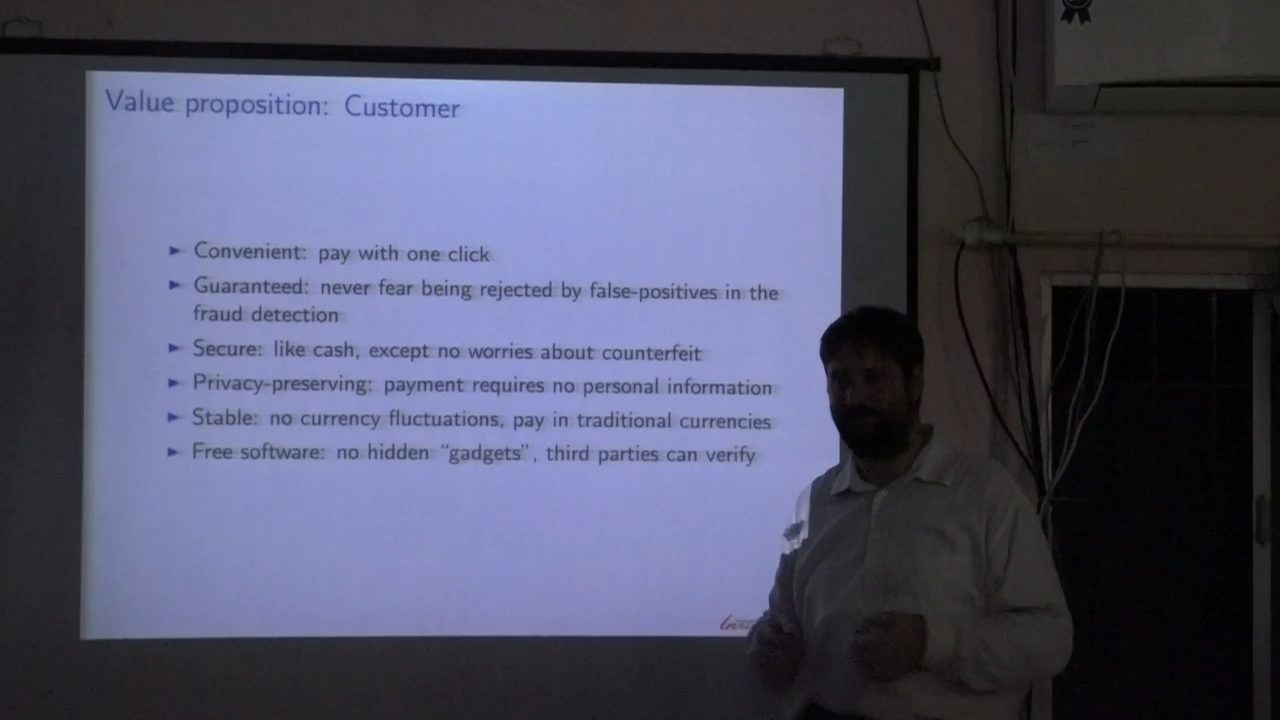 Value proposition: Customer
► Convenient: pay with one click
► Guaranteed: never fear being rejected by false-positives in the
fraud detection
► Secure: like cash, except no worries about counterfeit
► Privacy-preserving: payment requires no personal information
► Stable: no currency fluctuations, pay in traditional currencies
► Free software: no hidden “gadgets”, third parties can verify